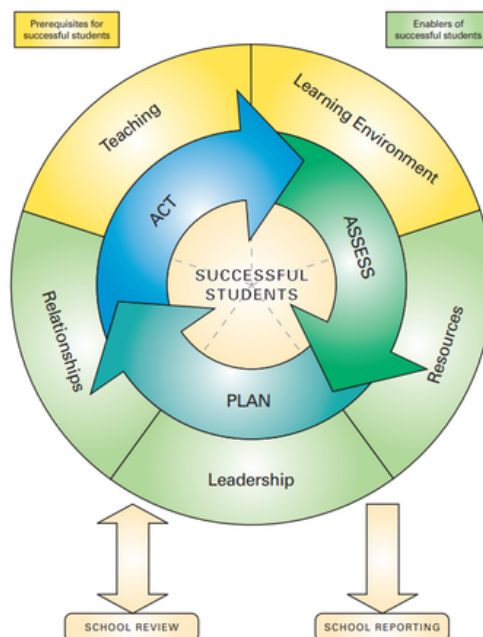 Prerequisites for
successful students
Enablers of
successful students
Teaching
Learning Environment
ACT
ASSESS
SUCCESSFUL
STUDENTS
Relationships
Resources
PLAN
Leadership
SCHOOL REVIEW
SCHOOL REPORTING